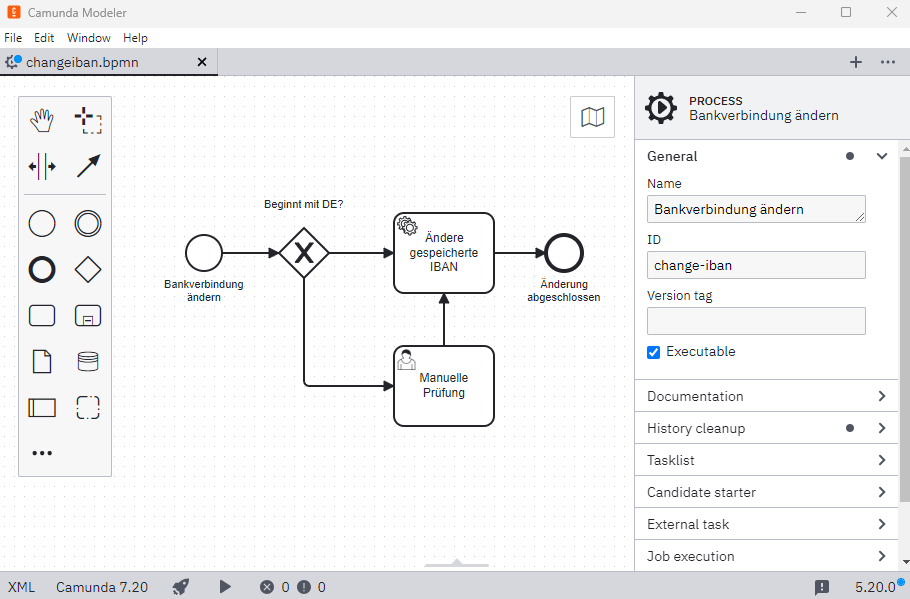 Camunda Modeler
File Edit Window Help
changeiban.bpmn
Beginnt mit DE?
Bankverbindung
ändern
Ändere
gespeicherte
IBAN
Änderung
abgeschlossen
Manuelle
Prüfung
PROCESS
Bankverbindung ändern
General
Name
Bankverbindung ändern
ID
change-iban
Version tag
Executable
Documentation
History cleanup
Tasklist
Candidate starter
External task
Job execution
XML Camunda 7.20 0 0 5.20.0